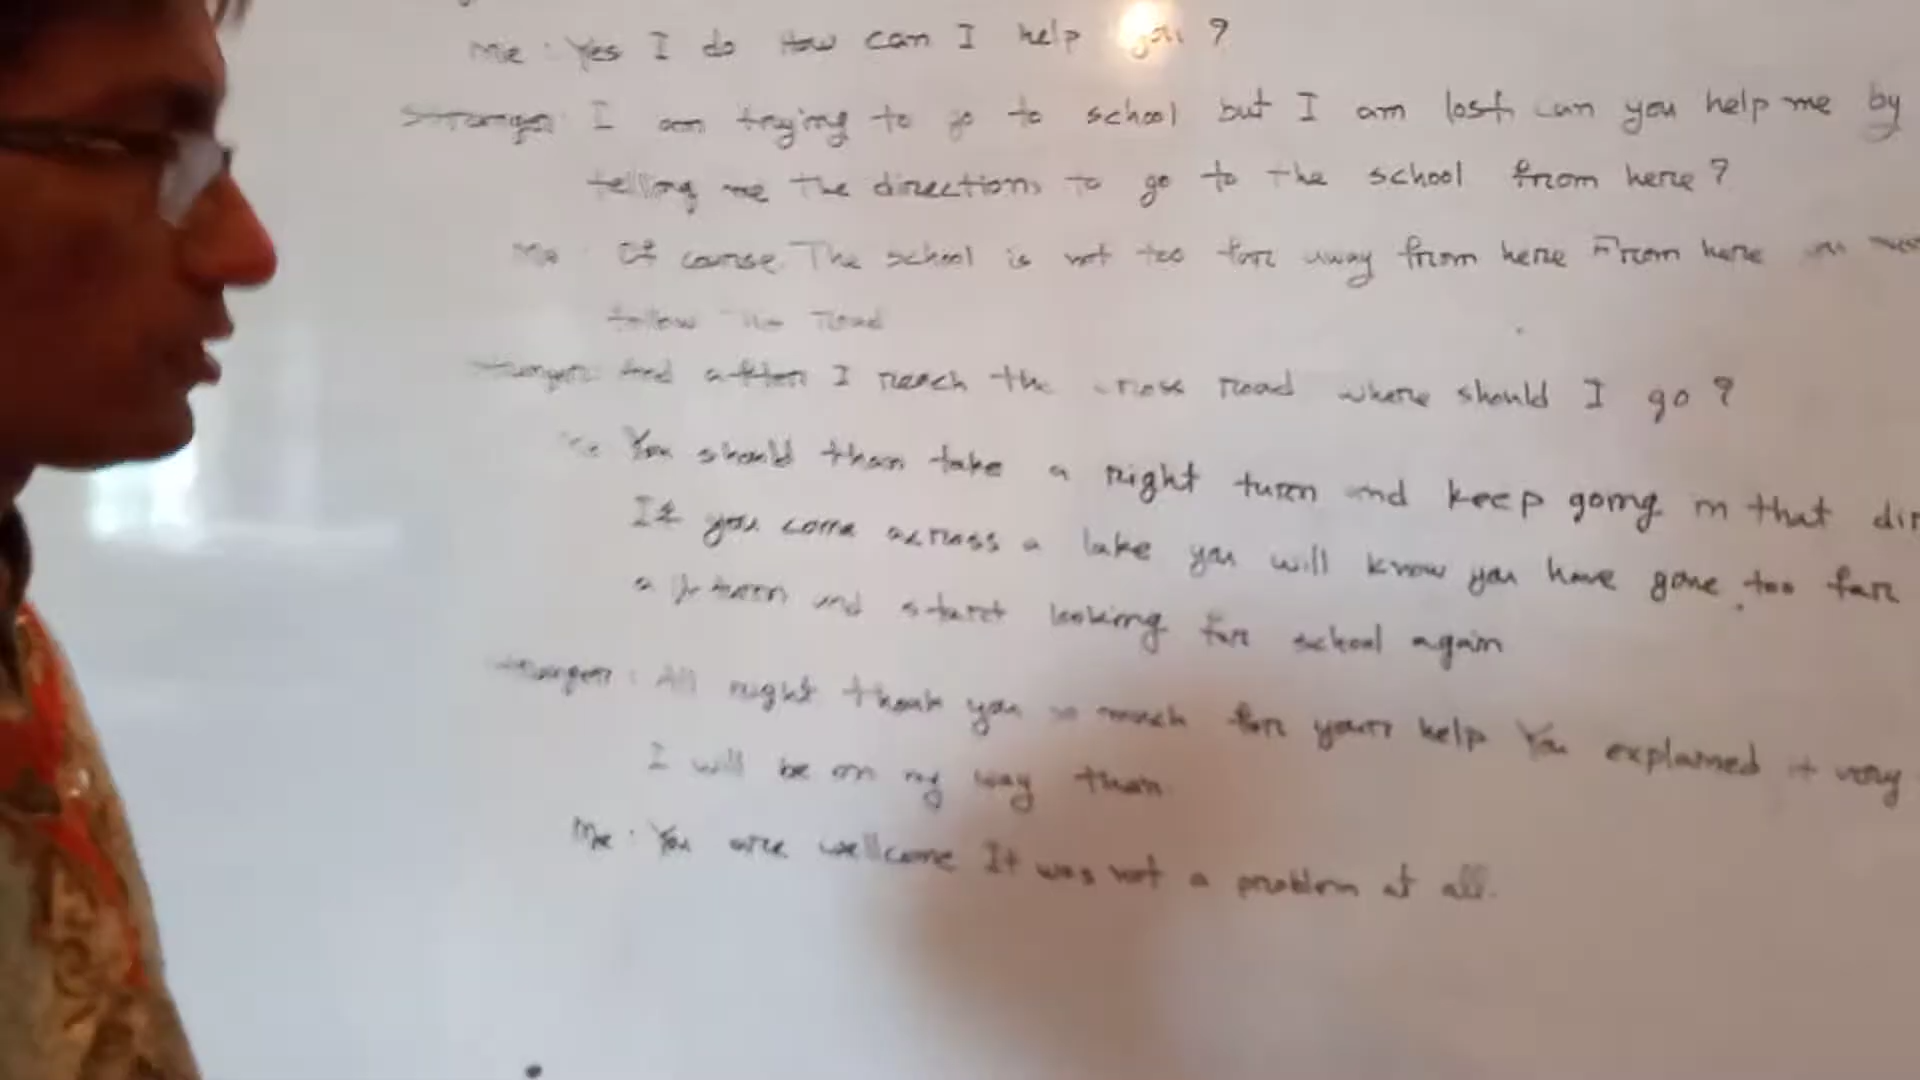 Me : Yes I do How can I help you ?
Stranger : I am trying to go to school but I am lost can you help me by
telling me the directions to go to the school from here ?
Me : Of course. The school is not too far away from here From here
follow the road
Stranger: And after I reach the cross road where should I go ?
You should then take a right turn and keep going in that dir
If you come across a lake you will know you have gone too far
a turn and start looking for school again
Stranger : All right thank you so much for your help You explained it very
I will be on my way then.
Me : You are wellcome It was not a problem at all.